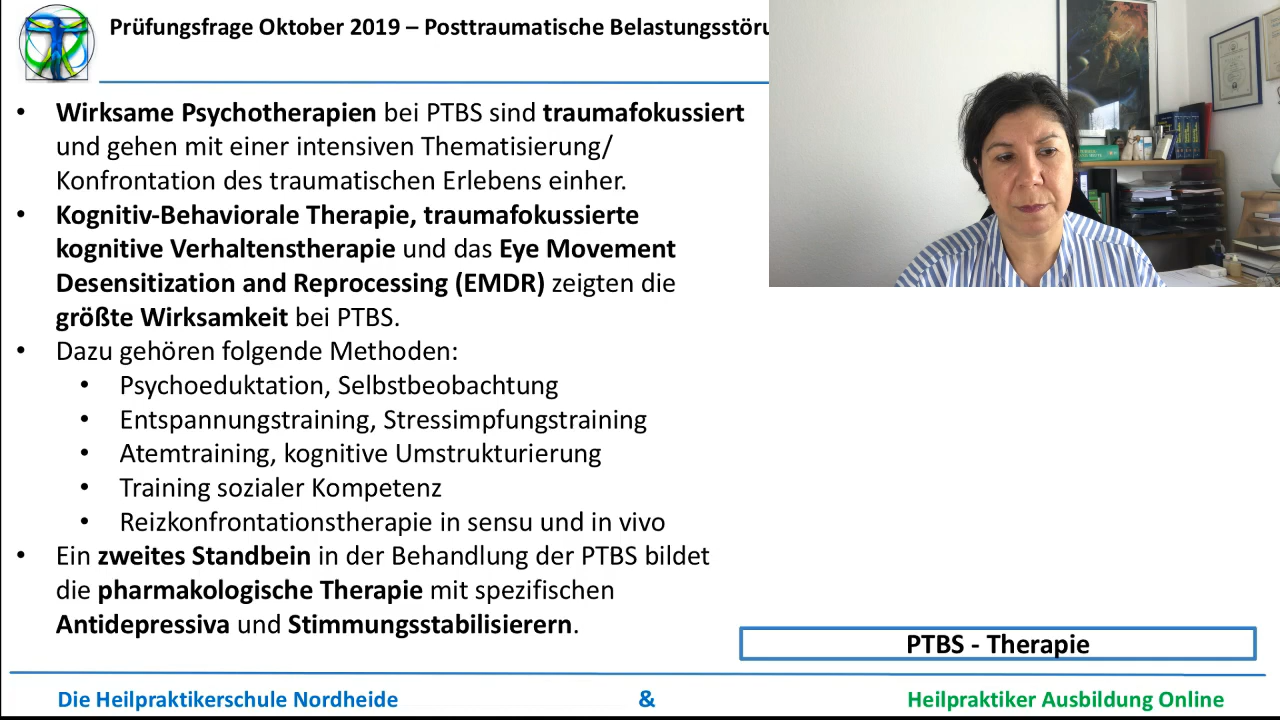 Prüfungsfrage Oktober 2019 – Posttraumatische
• Wirksame Psychotherapien bei PTBS sind traumafokussiert
und gehen mit einer intensiven Thematisierung/
Konfrontation des traumatischen Erlebens einher.
• Kognitiv-Behaviorale Therapie, traumafokussierte
kognitive Verhaltenstherapie und das Eye Movement
Desensitization and Reprocessing (EMDR) zeigten die
größte Wirksamkeit bei PTBS.
• Dazu gehören folgende Methoden:
• Psychoeduktation, Selbstbeobachtung
• Entspannungstraining, Stressimpfungstraining
• Atemtraining, kognitive Umstrukturierung
• Training sozialer Kompetenz
• Reizkonfrontationstherapie in sensu und in vivo
• Ein zweites Standbein in der Behandlung der PTBS bildet
die pharmakologische Therapie mit spezifischen
Antidepressiva und Stimmungsstabilisierern.
PTBS - Therapie
Die Heilpraktikerschule Nordheide & Heilpraktiker Ausbildung Online